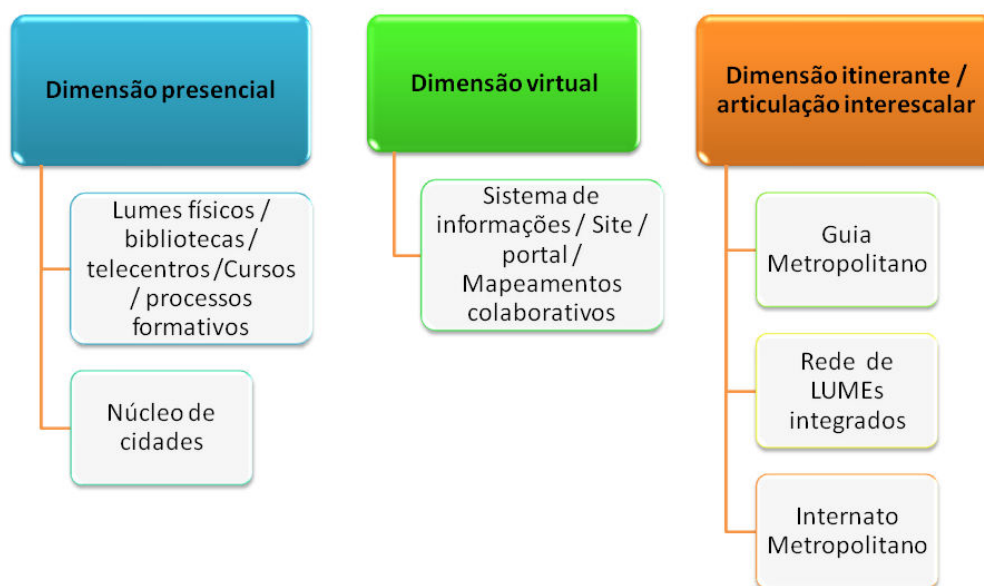 Dimensão presencial
Lumes físicos /
bibliotecas /
telecentros /Cursos
/ processos
formativos
Núcleo de
cidades
Dimensão virtual
Sistema de
informações / Site /
portal /
Mapeamentos
colaborativos
Dimensão itinerante /
articulação interescalar
Guia
Metropolitano
Rede de
LUMEs
integrados
Internato
Metropolitano